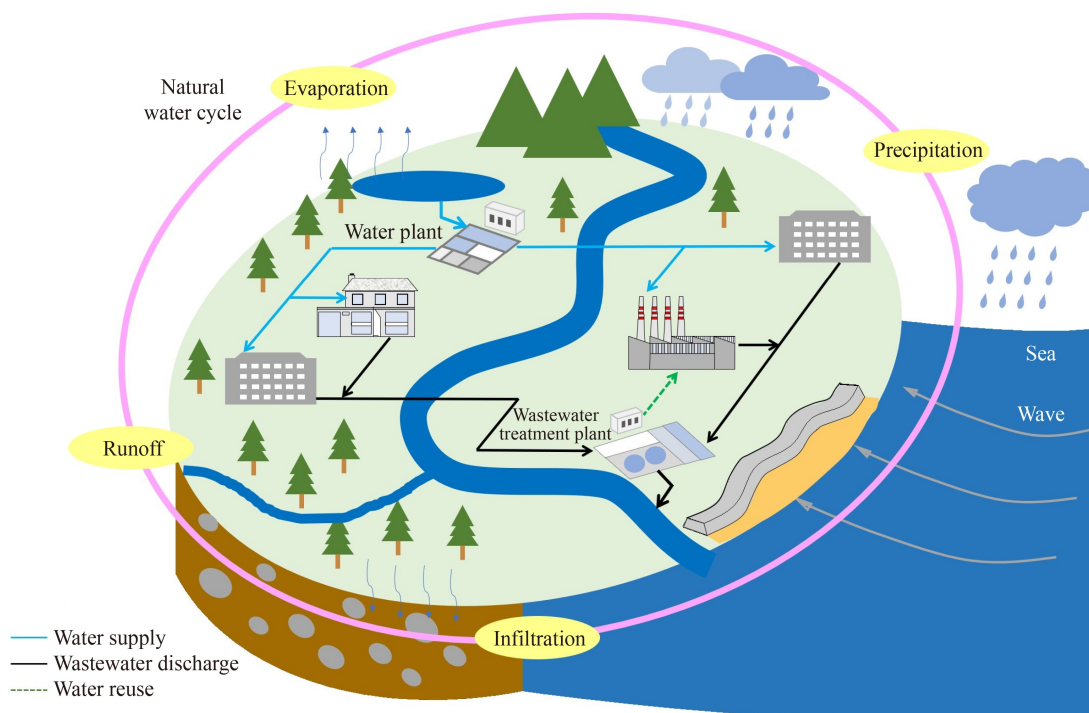 Natural
water cycle
Evaporation
Precipitation
Water plant
Sea
Wave
Wastewater
treatment plant
Runoff
Infiltration
Water supply
Wastewater discharge
Water reuse